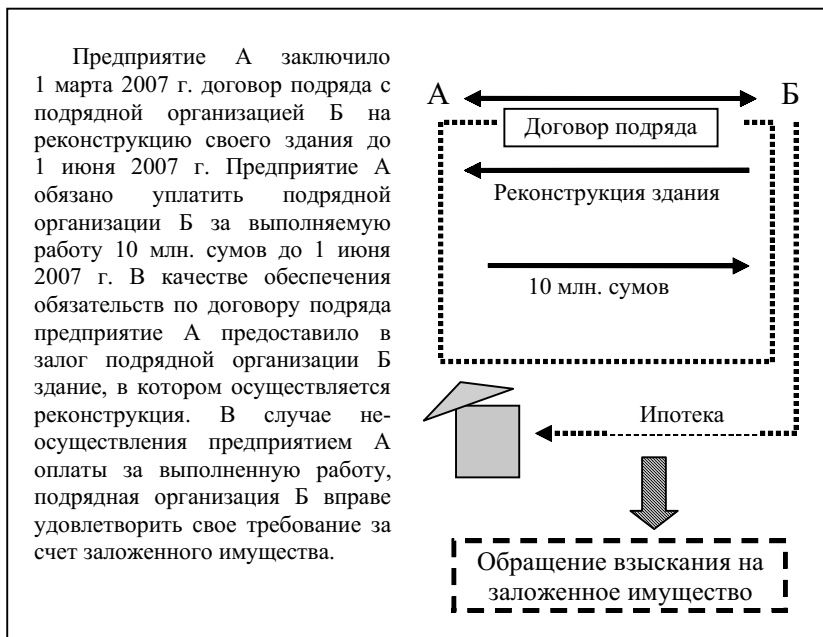 Предприятие А заключило
1 марта 2007 г. договор подряда с
подрядной организацией Б на
реконструкцию своего здания до
1 июня 2007 г. Предприятие А
обязано уплатить подрядной
организации Б за выполняемую
работу 10 млн. сумов до 1 июня
2007 г. В качестве обеспечения
обязательств по договору подряда
предприятие А предоставило в
залог подрядной организации Б
здание, в котором осуществляется
реконструкция. В случае не-
осуществления предприятием А
оплаты за выполненную работу,
подрядная организация Б вправе
удовлетворить свое требование за
счет заложенного имущества.
А Б
Договор подряда
Реконструкция здания
10 млн. сумов
Ипотека
Обращение взыскания на
заложенное имущество